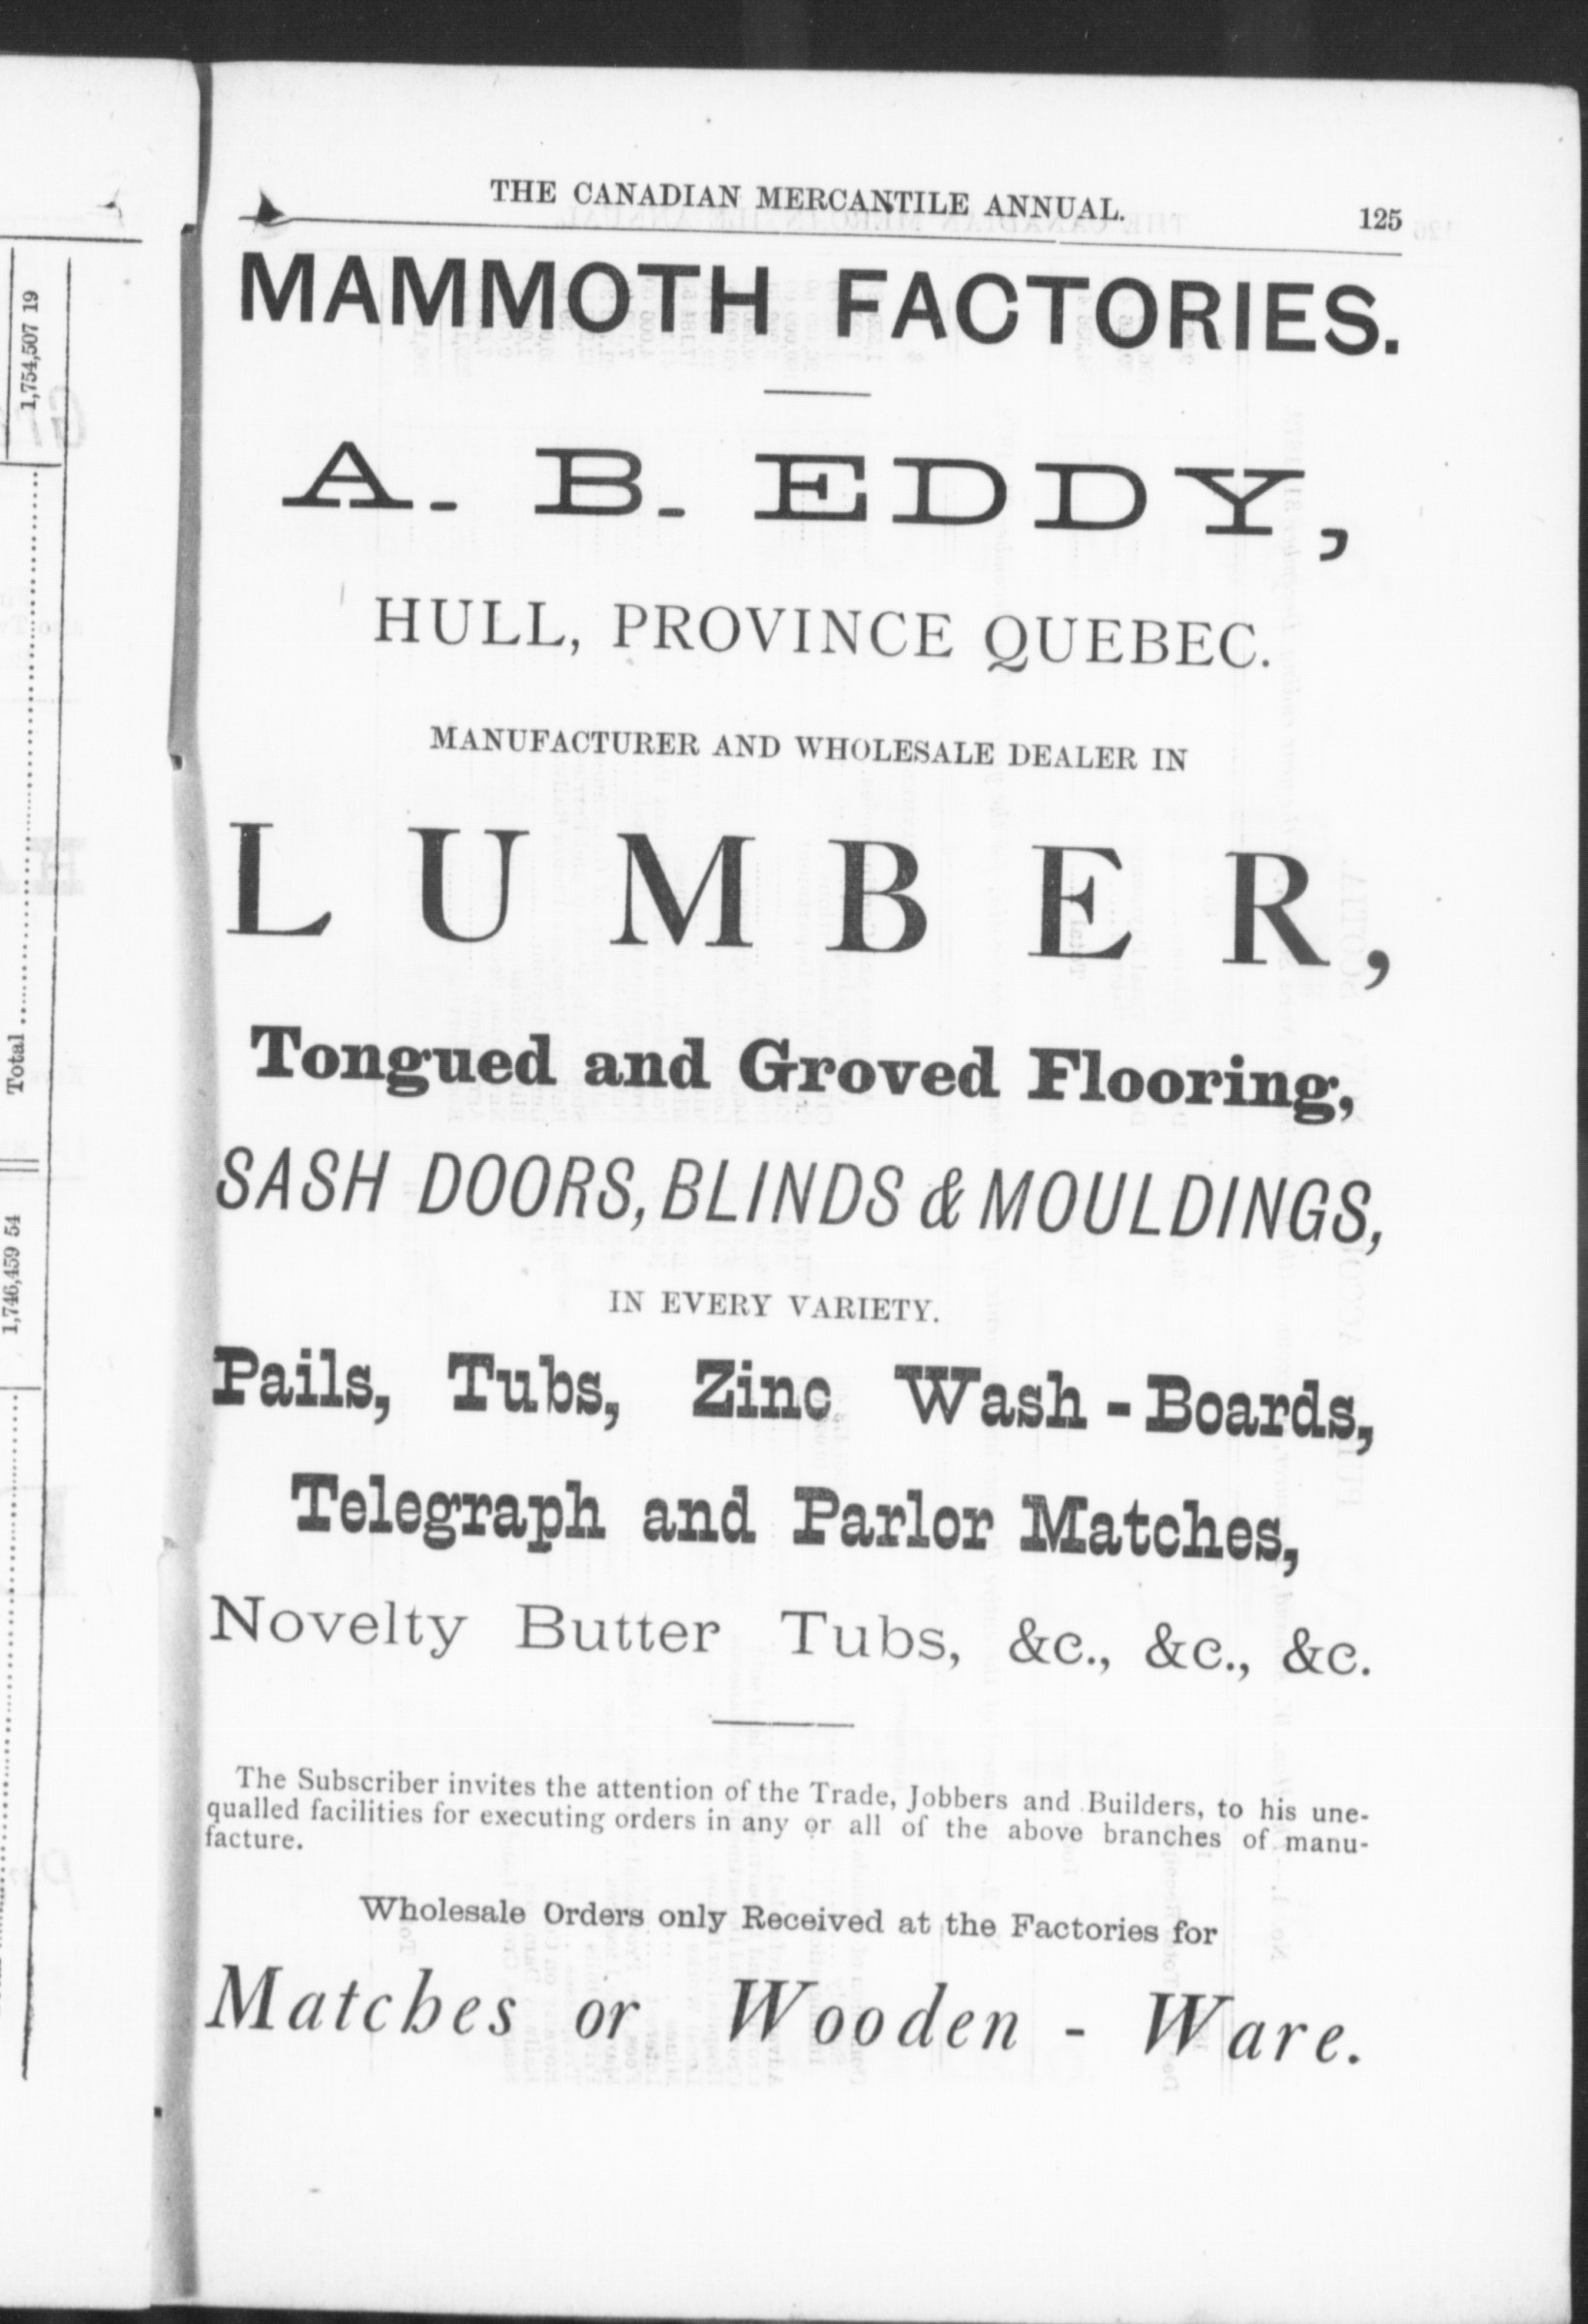 1,754,507 19
Total
1,746,459 54
THE CANADIAN MERCANTILE ANNUAL.
125
MAMMOTH FACTORIES.
A. B. EDDY,
HULL, PROVINCE QUEBEC.
MANUFACTURER AND WHOLESALE DEALER IN
LUMBER,
Tongued and Groved Flooring,
SASH DOORS, BLINDS & MOULDINGS,
IN EVERY VARIETY.
Pails, Tubs, Zinc Wash-Boards,
Telegraph and Parlor Matches,
Novelty Butter Tubs, &c., &c., &c.
The Subscriber invites the attention of the Trade, Jobbers and Builders, to his une-
qualled facilities for executing orders in any or all of the above branches of manu-
facture.
Wholesale Orders only Received at the Factories for
Matches or Wooden-Ware.